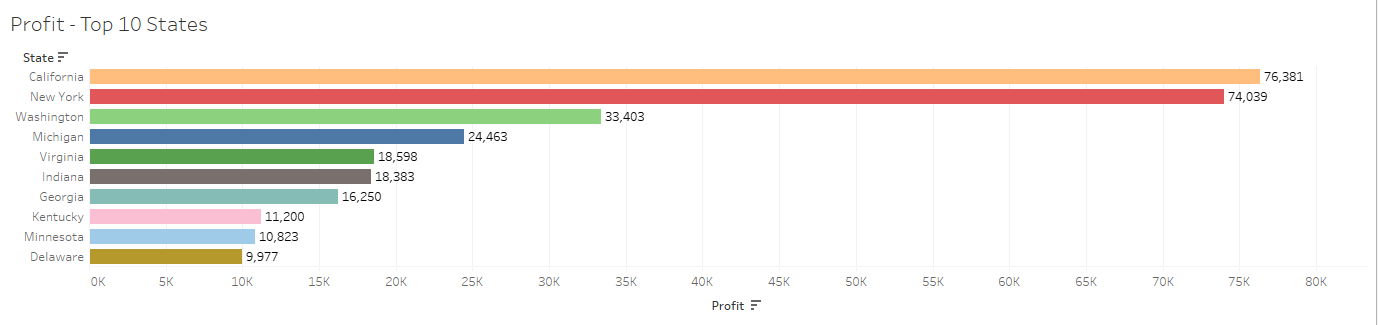 Profit - Top 10 States
State
California 76,381
New York 74,039
Washington 33,403
Michigan 24,463
Virginia 18,598
Indiana 18,383
Georgia 16,250
Kentucky 11,200
Minnesota 10,823
Delaware 9,977
0K 5K 10K 15K 20K 25K 30K 35K 40K 45K 50K 55K 60K 65K 70K 75K 80K
Profit